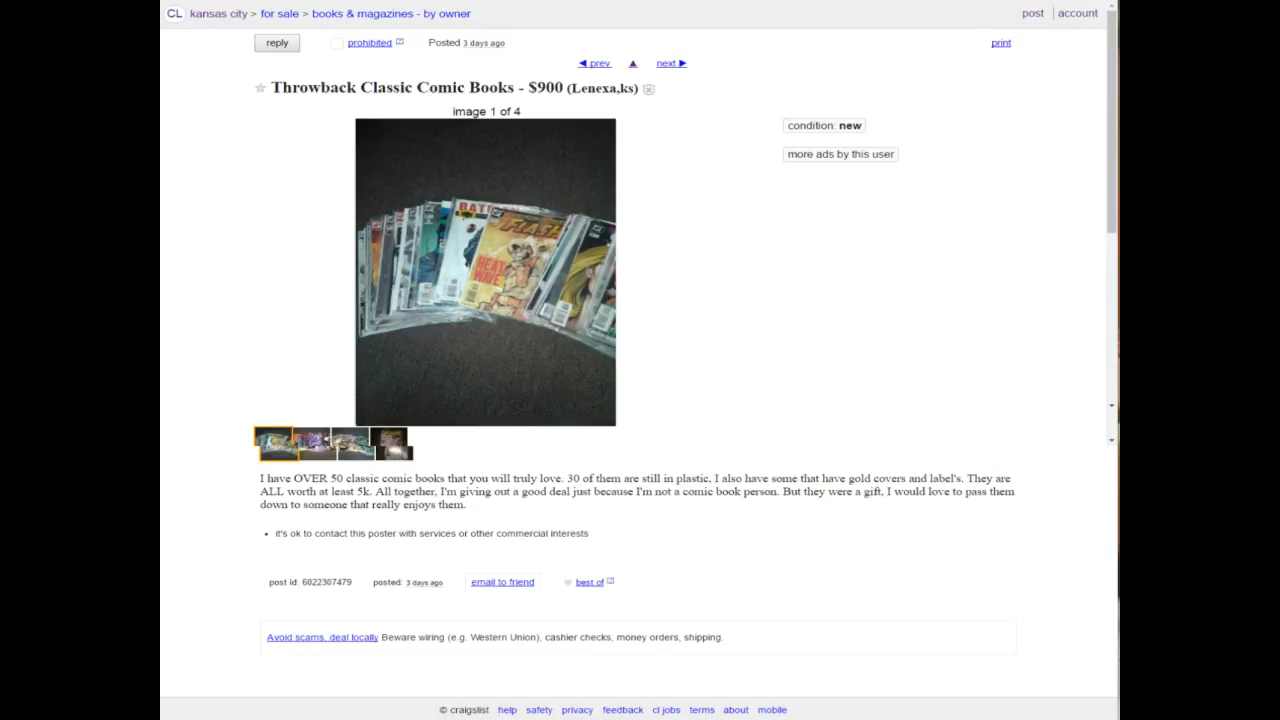 CL kansas city > for sale > books & magazines - by owner post account
reply prohibited [?] Posted 3 days ago print
◀ prev ▲ next ▶
☆ Throwback Classic Comic Books - $900 (Lenexa,ks)
image 1 of 4
condition: new
more ads by this user
BAT
FLASH
HEAT
WAVE
I have OVER 50 classic comic books that you will truly love. 30 of them are still in plastic, I also have some that have gold covers and label's. They are
ALL worth at least 5k. All together, I'm giving out a good deal just because I'm not a comic book person. But they were a gift, I would love to pass them
down to someone that really enjoys them.
• it's ok to contact this poster with services or other commercial interests
post id: 6022307479 posted: 3 days ago email to friend best of [?]
Avoid scams, deal locally Beware wiring (e.g. Western Union), cashier checks, money orders, shipping.
© craigslist help safety privacy feedback cl jobs terms about mobile